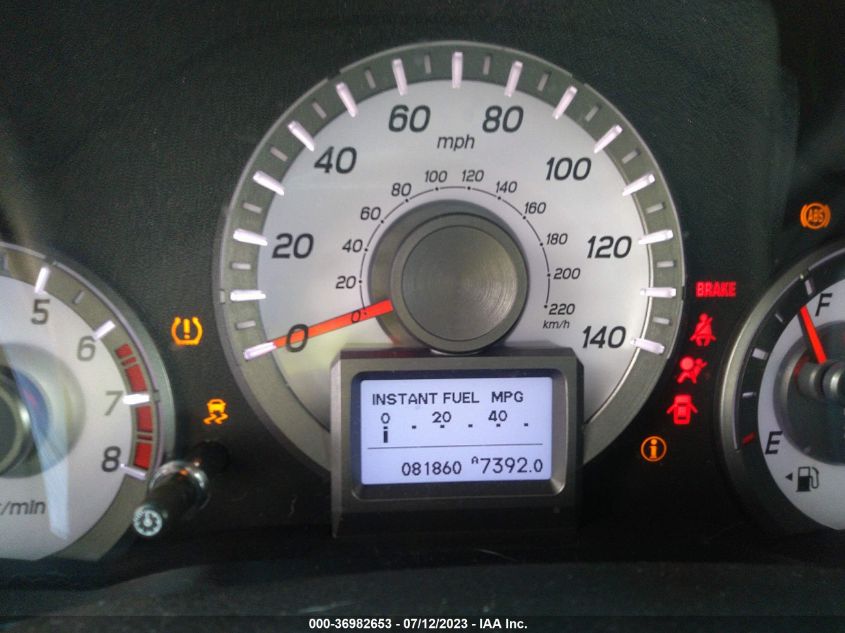 60 80
mph
40 100
100 120
80 140
60 160
20 40 180 120
20 200
0 220
km/h
0 140
5
6
7
8
r/min
ABS
BRAKE
F
E
INSTANT FUEL MPG
0 20 40
081860 A7392.0
000-36982653 - 07/12/2023 - IAA Inc.